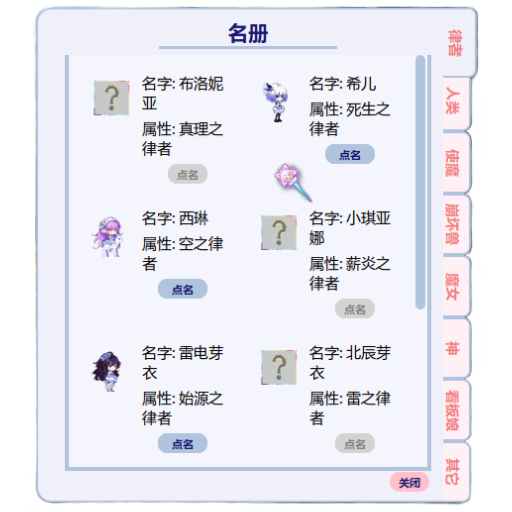 名册
名字: 布洛妮
亚
属性: 真理之
律者
点名
名字: 希儿
属性: 死生之
律者
点名
名字: 西琳
属性: 空之律
者
点名
名字: 小琪亚
娜
属性: 薪炎之
律者
点名
名字: 雷电芽
衣
属性: 始源之
律者
点名
名字: 北辰芽
衣
属性: 雷之律
者
点名
关闭
律者
人类
使魔
崩坏兽
魔女
神
看板娘
其它